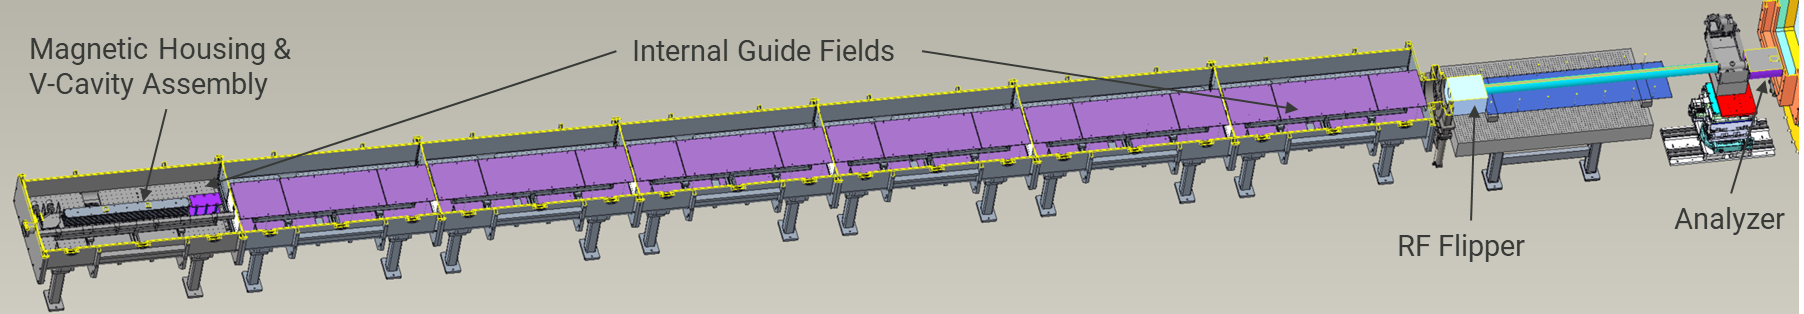 Magnetic Housing &
V-Cavity Assembly
Internal Guide Fields
RF Flipper
Analyzer